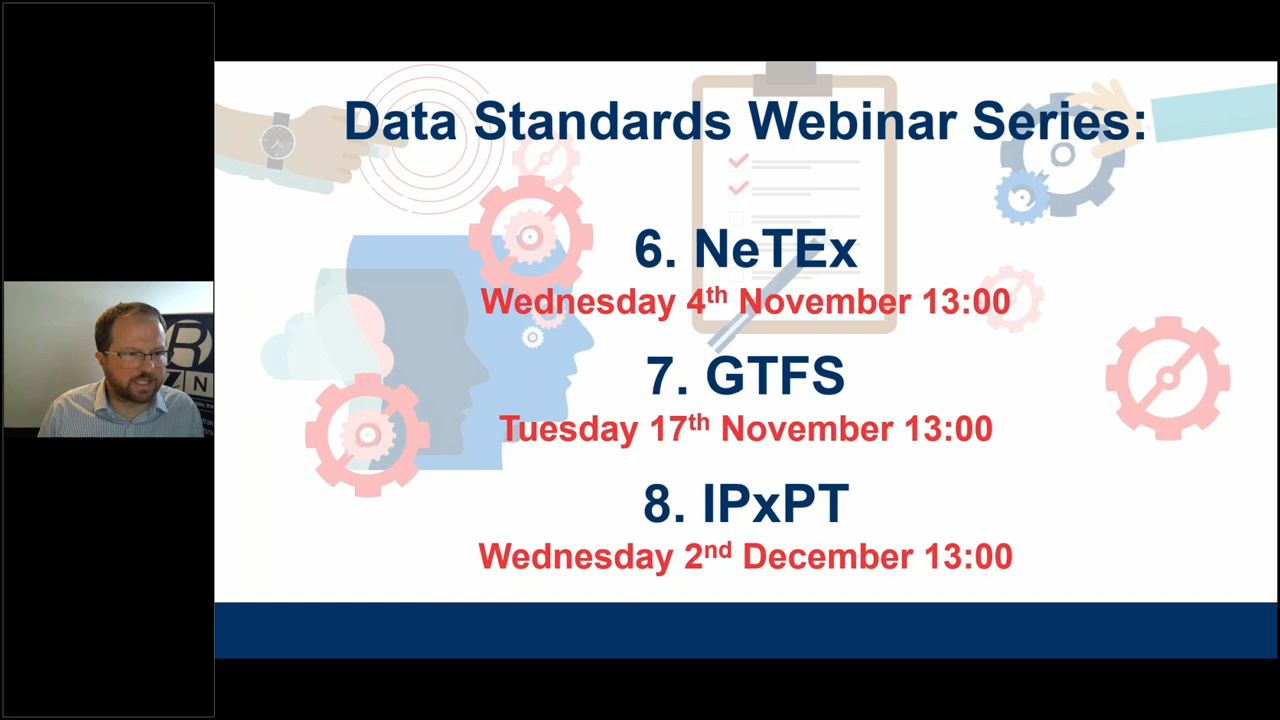 Data Standards Webinar Series:
6. NeTEx
Wednesday 4th November 13:00
7. GTFS
Tuesday 17th November 13:00
8. IPxPT
Wednesday 2nd December 13:00
R
N